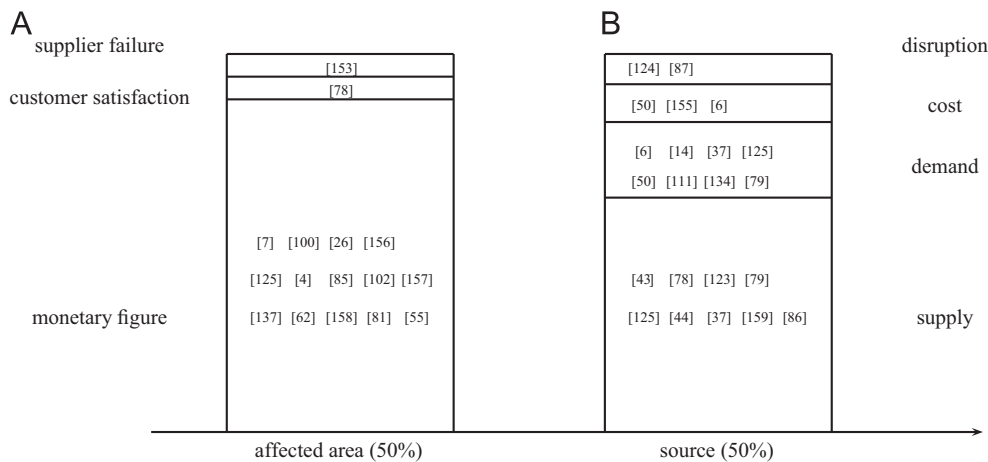 A
B
supplier failure
[153]
[124] [87]
disruption
customer satisfaction
[78]
[50] [155] [6]
cost
[6] [14] [37] [125]
demand
[50] [111] [134] [79]
[7] [100] [26] [156]
[125] [4] [85] [102] [157]
[43] [78] [123] [79]
monetary figure
[137] [62] [158] [81] [55]
[125] [44] [37] [159] [86]
supply
affected area (50%)
source (50%)